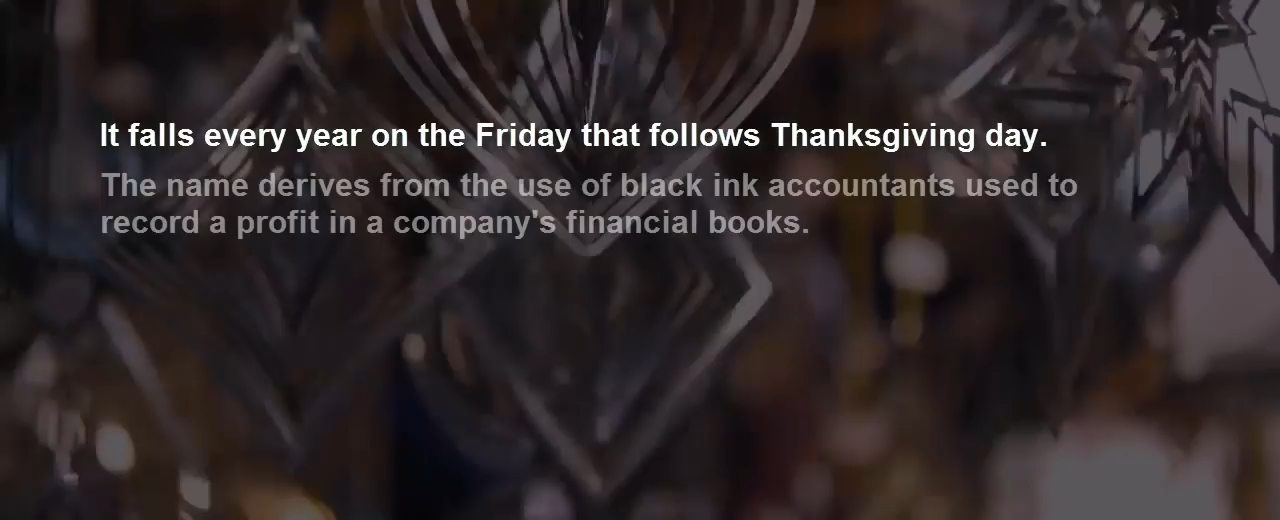 It falls every year on the Friday that follows Thanksgiving day.
The name derives from the use of black ink accountants used to
record a profit in a company's financial books.